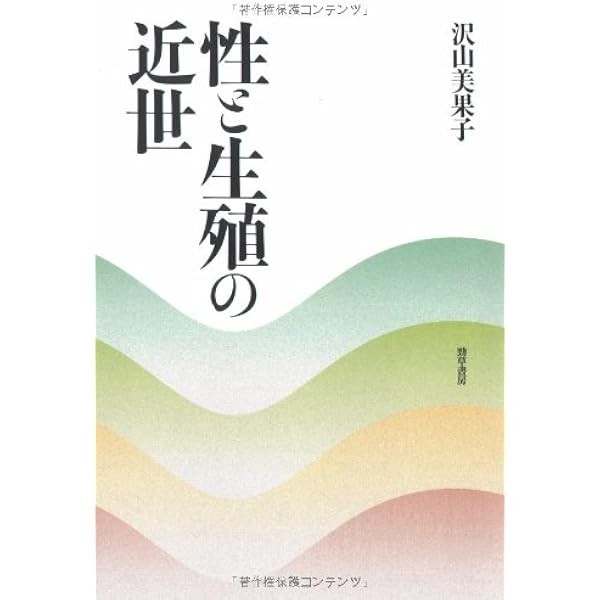 「著作権保護コンテンツ」
沢山美果子
性と生殖の
近世
勁草書房
「著作権保護コンテンツ」